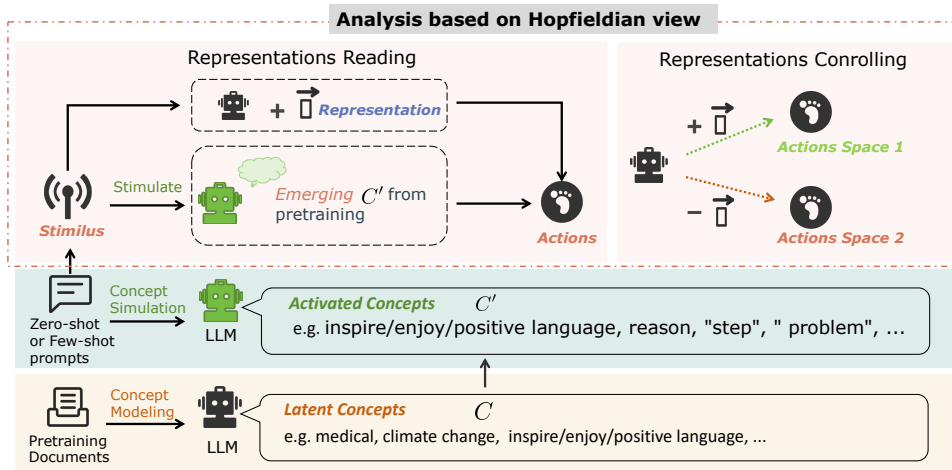 Analysis based on Hopfieldian view
Representations Reading
Representations Conrolling
+ Representation
+
Actions Space 1
Stimulate
Emerging C′ from
pretraining
Stimilus
Actions
−
Actions Space 2
Concept
Simulation
Zero-shot
or Few-shot
prompts
LLM
Activated Concepts C′
e.g. inspire/enjoy/positive language, reason, "step", " problem", ...
Concept
Modeling
Pretraining
Documents
LLM
Latent Concepts C
e.g. medical, climate change, inspire/enjoy/positive language, ...